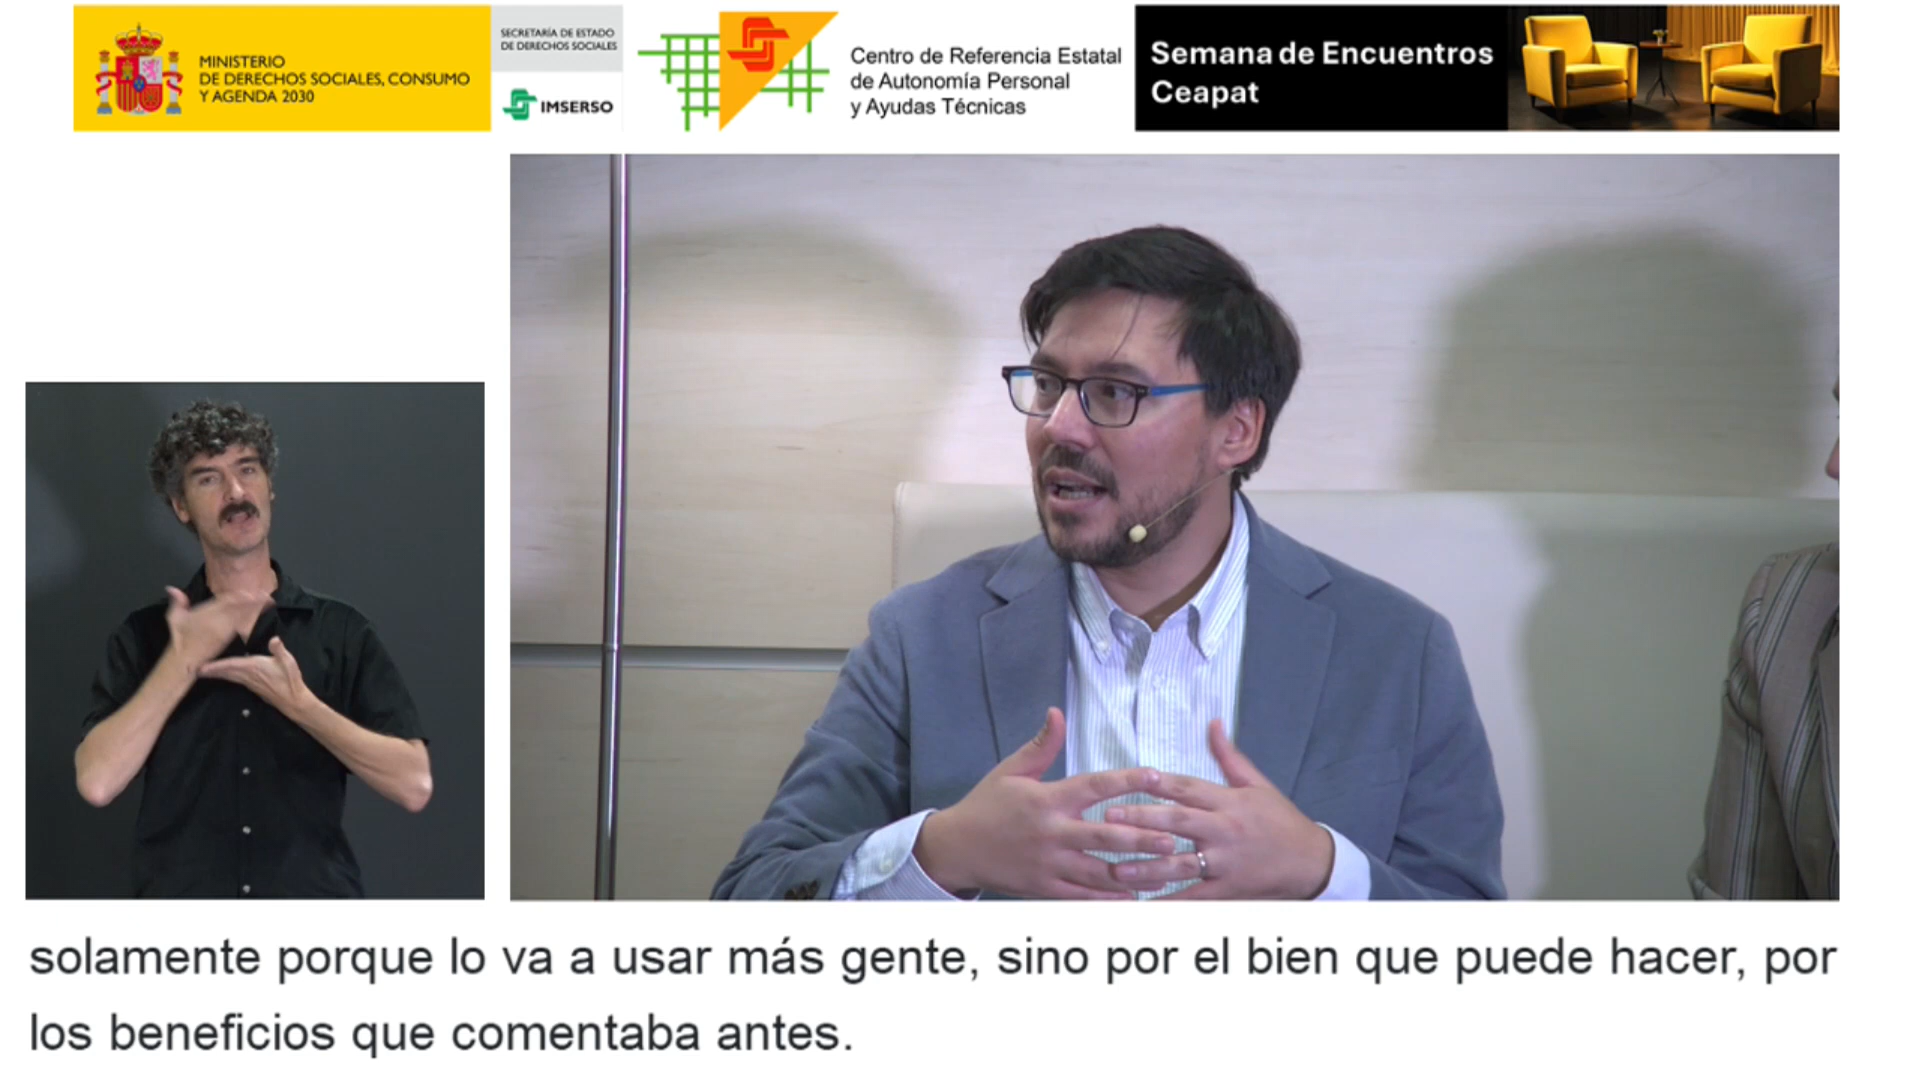 MINISTERIO
DE DERECHOS SOCIALES, CONSUMO
Y AGENDA 2030
SECRETARÍA DE ESTADO
DE DERECHOS SOCIALES
IMSERSO
Centro de Referencia Estatal
de Autonomía Personal
y Ayudas Técnicas
Semana de Encuentros
Ceapat
solamente porque lo va a usar más gente, sino por el bien que puede hacer, por
los beneficios que comentaba antes.